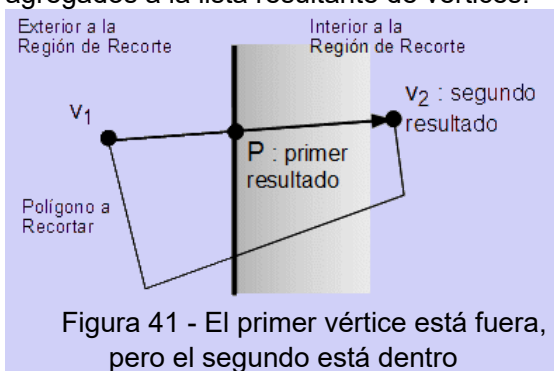 agregados a la lista resultante de vértices.
Exterior a la
Región de Recorte
Interior a la
Región de Recorte
V1
V2 : segundo
resultado
P : primer
resultado
Polígono a
Recortar
Figura 41 - El primer vértice está fuera,
pero el segundo está dentro